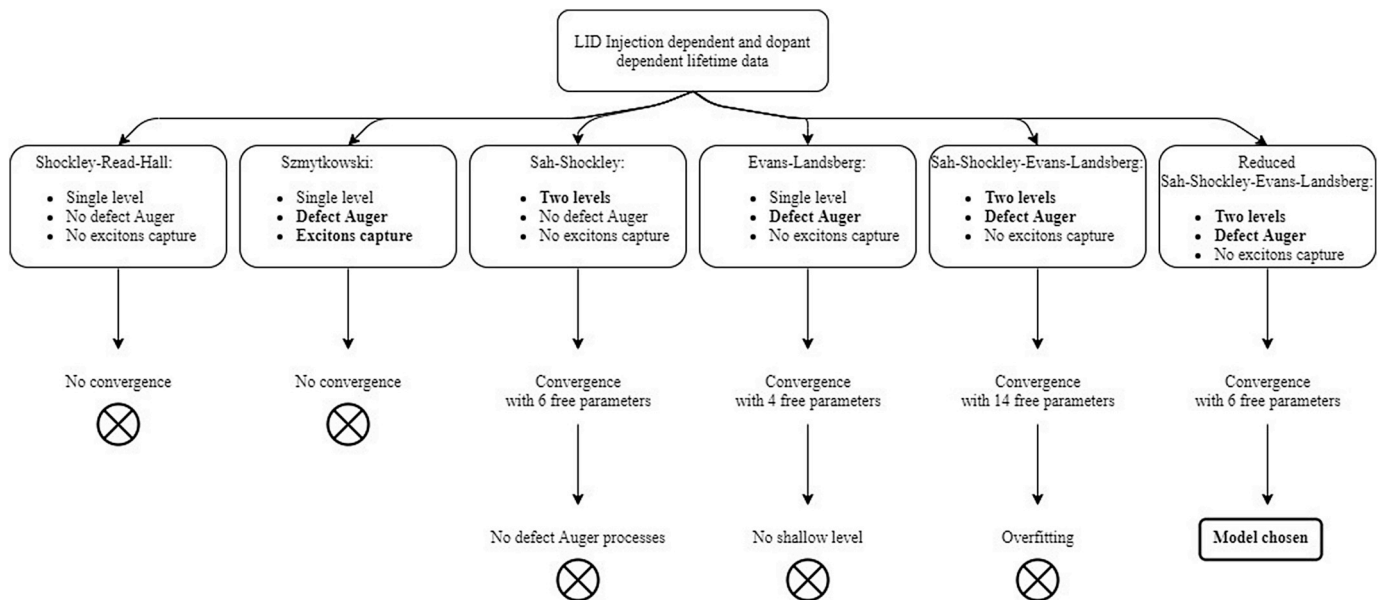 LID Injection dependent and dopant
dependent lifetime data
Shockley-Read-Hall:
• Single level
• No defect Auger
• No excitons capture
Szmytkowski:
• Single level
• Defect Auger
• Excitons capture
Sah-Shockley:
• Two levels
• No defect Auger
• No excitons capture
Evans-Landsberg:
• Single level
• Defect Auger
• No excitons capture
Sah-Shockley-Evans-Landsberg:
• Two levels
• Defect Auger
• No excitons capture
Reduced
Sah-Shockley-Evans-Landsberg:
• Two levels
• Defect Auger
• No excitons capture
No convergence
No convergence
Convergence
with 6 free parameters
Convergence
with 4 free parameters
Convergence
with 14 free parameters
Convergence
with 6 free parameters
No defect Auger processes
No shallow level
Overfitting
Model chosen